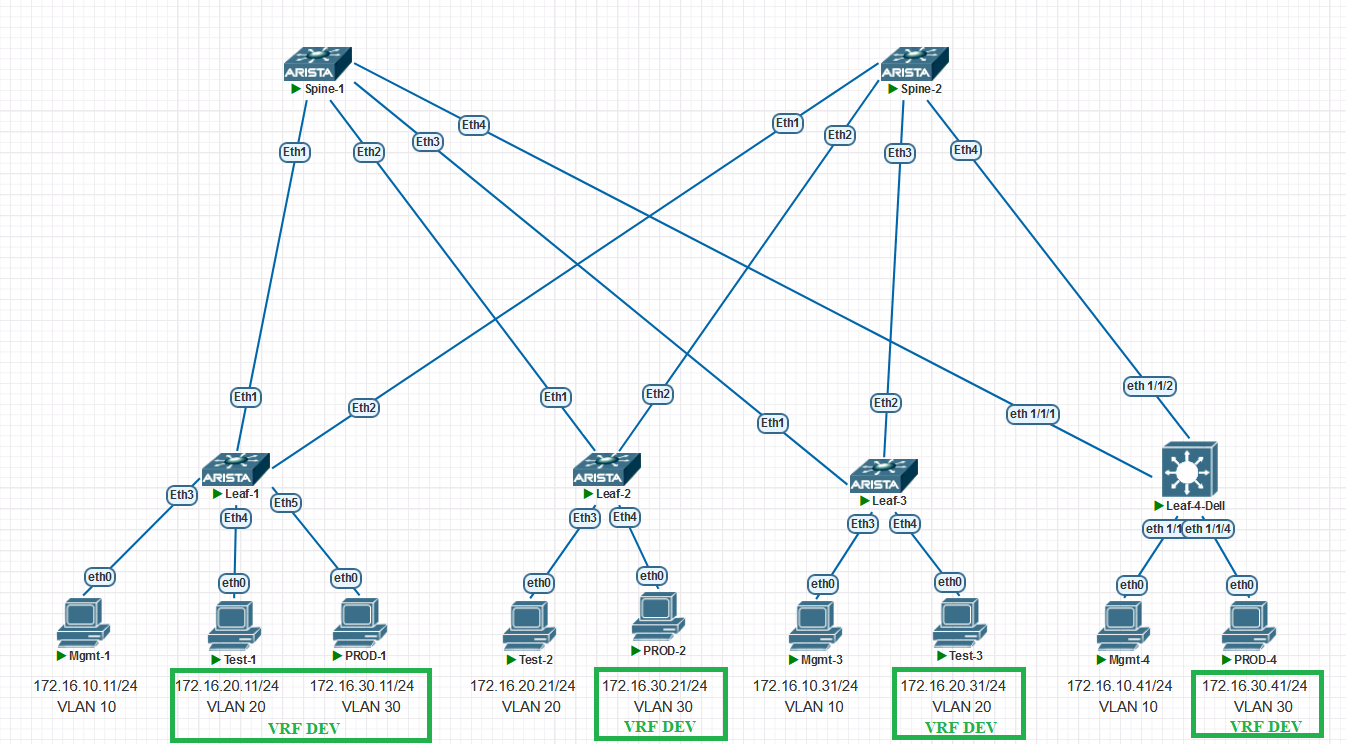 ARISTA
Spine-1
ARISTA
Spine-2
Eth1
Eth2
Eth3
Eth4
Eth1
Eth2
Eth3
Eth4
Eth1
Eth2
Eth1
Eth2
Eth1
Eth2
eth 1/1/1
eth 1/1/2
ARISTA
Leaf-1
ARISTA
Leaf-2
ARISTA
Leaf-3
Leaf-4-Dell
Eth3
Eth4
Eth5
Eth3
Eth4
Eth3
Eth4
eth 1/1
eth 1/1/4
eth0
eth0
eth0
eth0
eth0
eth0
eth0
eth0
eth0
Mgmt-1
Test-1
PROD-1
Test-2
PROD-2
Mgmt-3
Test-3
Mgmt-4
PROD-4
172.16.10.11/24
VLAN 10
172.16.20.11/24
VLAN 20
172.16.30.11/24
VLAN 30
VRF DEV
172.16.20.21/24
VLAN 20
172.16.30.21/24
VLAN 30
VRF DEV
172.16.10.31/24
VLAN 10
172.16.20.31/24
VLAN 20
VRF DEV
172.16.10.41/24
VLAN 10
172.16.30.41/24
VLAN 30
VRF DEV